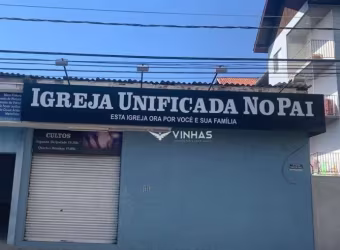 IGREJA UNIFICADA NO PAI
ESTA IGREJA ORA POR VOCÊ E SUA FAMÍLIA
VINHAS
CULTOS